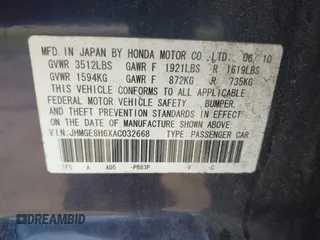 MFD. IN JAPAN BY HONDA MOTOR CO., LTD. 06/10
GVWR 3512LBS GAWR F 1921LBS R 1619LBS
GVWR 1594KG GAWR F 872KG R 735KG
THIS VEHICLE CONFORMS TO ALL APPLICABLE
FEDERAL MOTOR VEHICLE SAFETY, BUMPER,
AND THEFT PREVENTION STANDARDS IN EFFECT
ON THE DATE OF MANUFACTURE SHOWN ABOVE.
V.I.N: JHMGE8H6XAC032668 TYPE: PASSENGER CAR
A AD5 -PB83P -V -C
DREAMBID